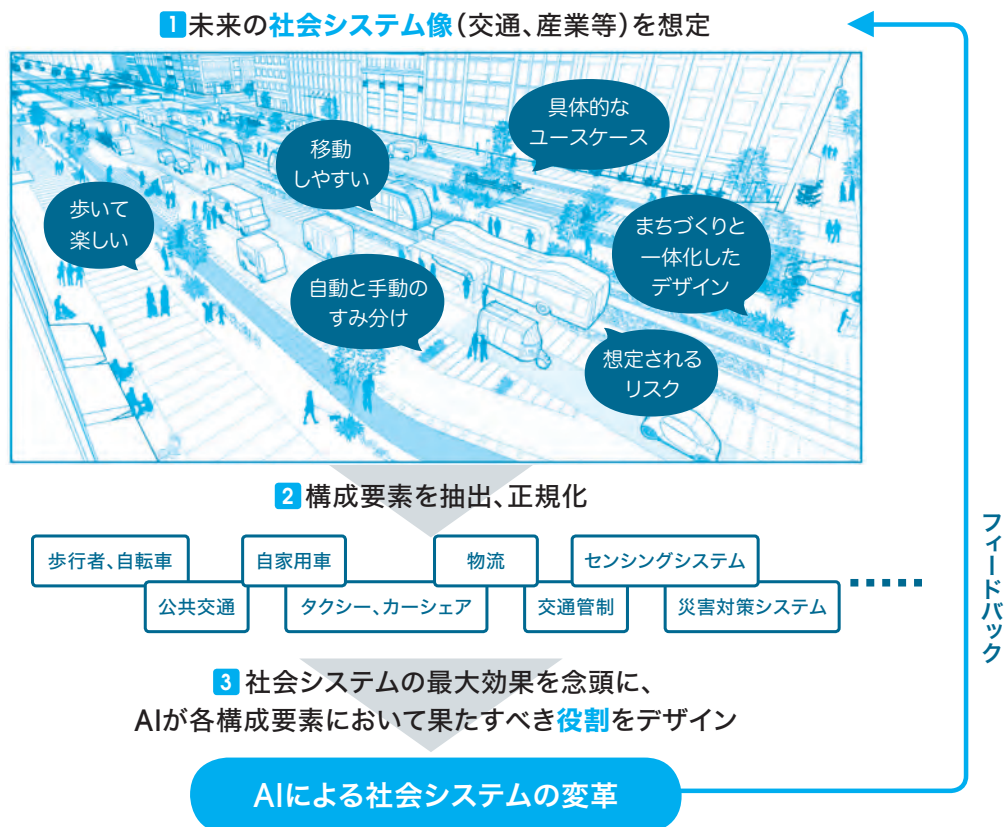 1 未来の社会システム像(交通、産業等)を想定
具体的な
ユースケース
移動
しやすい
歩いて
楽しい
まちづくりと
一体化した
デザイン
自動と手動の
すみ分け
想定される
リスク
2 構成要素を抽出、正規化
歩行者、自転車
自家用車
物流
センシングシステム
公共交通
タクシー、カーシェア
交通管制
災害対策システム
フィードバック
3 社会システムの最大効果を念頭に、
AIが各構成要素において果たすべき役割をデザイン
AIによる社会システムの変革